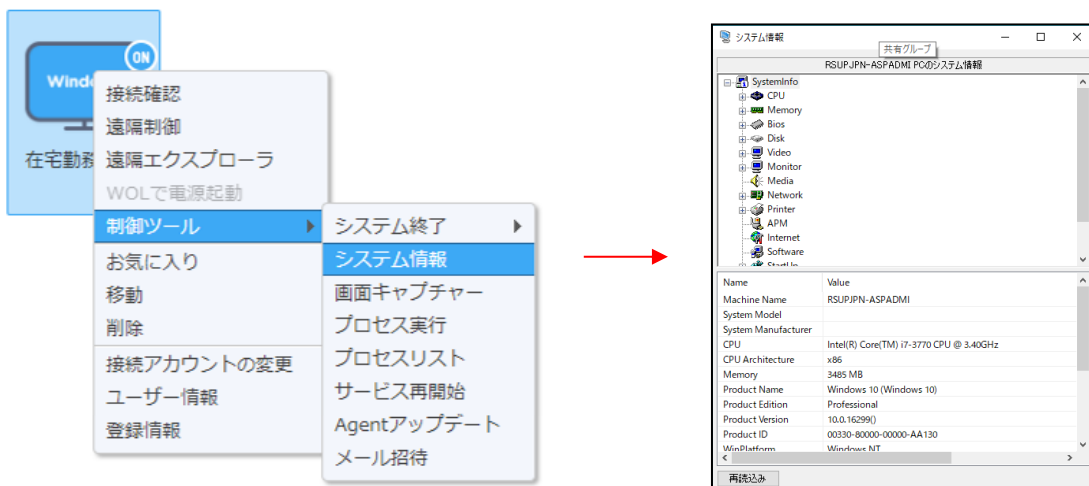 ON
Windo
在宅勤務
接続確認
遠隔制御
遠隔エクスプローラ
WOLで電源起動
制御ツール
お気に入り
移動
削除
接続アカウントの変更
ユーザー情報
登録情報
システム終了
システム情報
画面キャプチャー
プロセス実行
プロセスリスト
サービス再開始
Agentアップデート
メール招待
システム情報
共有グループ
RSUPJPN-ASPADMI PCのシステム情報
SystemInfo
CPU
Memory
Bios
Disk
Video
Monitor
Media
Network
Printer
APM
Internet
Software
StartUp
Name Value
Machine Name RSUPJPN-ASPADMI
System Model
System Manufacturer
CPU Intel(R) Core(TM) i7-3770 CPU @ 3.40GHz
CPU Architecture x86
Memory 3485 MB
Product Name Windows 10 (Windows 10)
Product Edition Professional
Product Version 10.0.16299()
Product ID 00330-80000-00000-AA130
WinPlatform Windows NT
再読込み